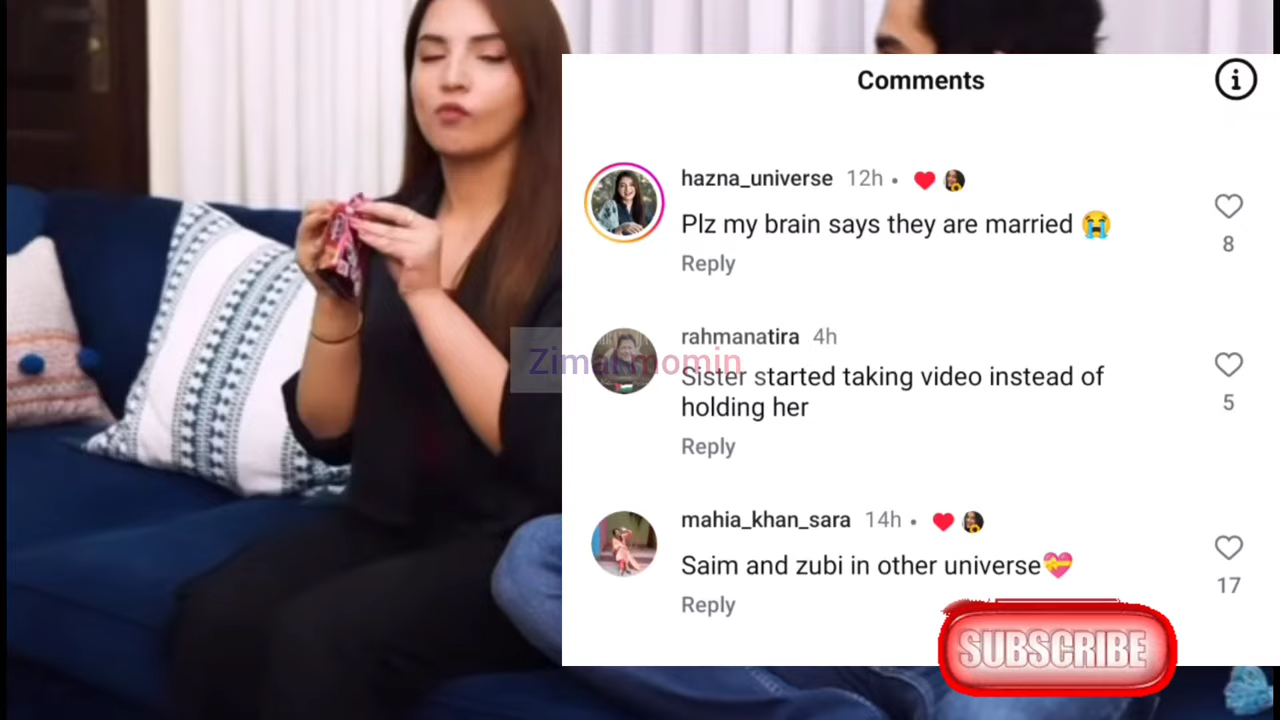 Comments
hazna_universe 12h •
Plz my brain says they are married 😭
8
Reply
rahmanatira 4h
Zimal momin
Sister started taking video instead of
holding her
5
Reply
mahia_khan_sara 14h •
Saim and zubi in other universe💝
17
Reply
SUBSCRIBE